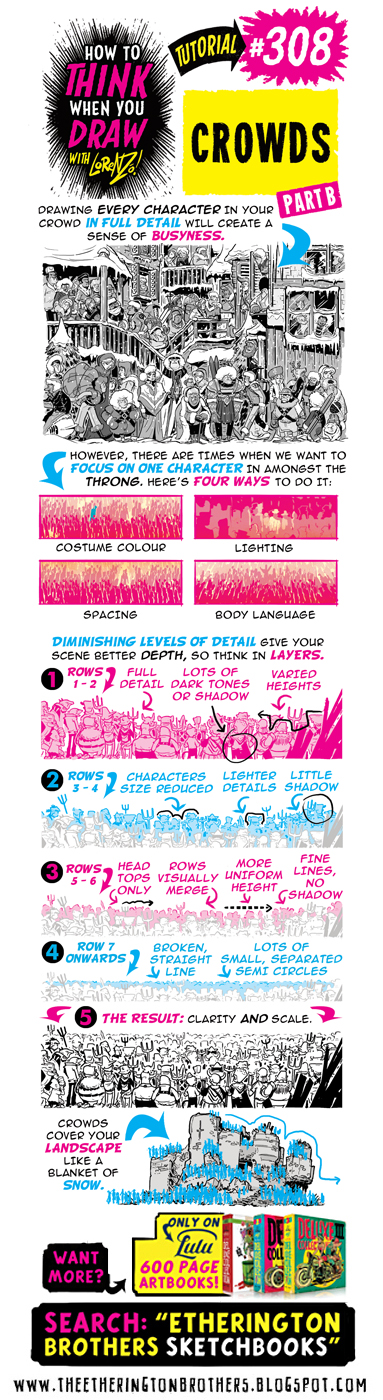 HOW TO
THINK
WHEN YOU
DRAW
WITH LORENZO!
TUTORIAL
#308
CROWDS
PART B
DRAWING EVERY CHARACTER IN YOUR
CROWD IN FULL DETAIL WILL CREATE A
SENSE OF BUSYNESS.
HOWEVER, THERE ARE TIMES WHEN WE WANT TO
FOCUS ON ONE CHARACTER IN AMONGST THE
THRONG. HERE'S FOUR WAYS TO DO IT:
COSTUME COLOUR
LIGHTING
SPACING
BODY LANGUAGE
DIMINISHING LEVELS OF DETAIL GIVE YOUR
SCENE BETTER DEPTH, SO THINK IN LAYERS.
1
ROWS
1 - 2
FULL
DETAIL
LOTS OF
DARK TONES
OR SHADOW
VARIED
HEIGHTS
2
ROWS
3 - 4
CHARACTERS
SIZE REDUCED
LIGHTER
DETAILS
LITTLE
SHADOW
3
ROWS
5 - 6
HEAD
TOPS
ONLY
ROWS
VISUALLY
MERGE
MORE
UNIFORM
HEIGHT
FINE
LINES,
NO
SHADOW
4
ROW 7
ONWARDS
BROKEN,
STRAIGHT
LINE
LOTS OF
SMALL, SEPARATED
SEMI CIRCLES
5
THE RESULT: CLARITY AND SCALE.
CROWDS
COVER YOUR
LANDSCAPE
LIKE A
BLANKET OF
SNOW.
WANT
MORE?
ONLY ON
Lulu
600 PAGE
ARTBOOKS!
SEARCH: "ETHERINGTON
BROTHERS SKETCHBOOKS"
WWW.THEETHERINGTONBROTHERS.BLOGSPOT.COM